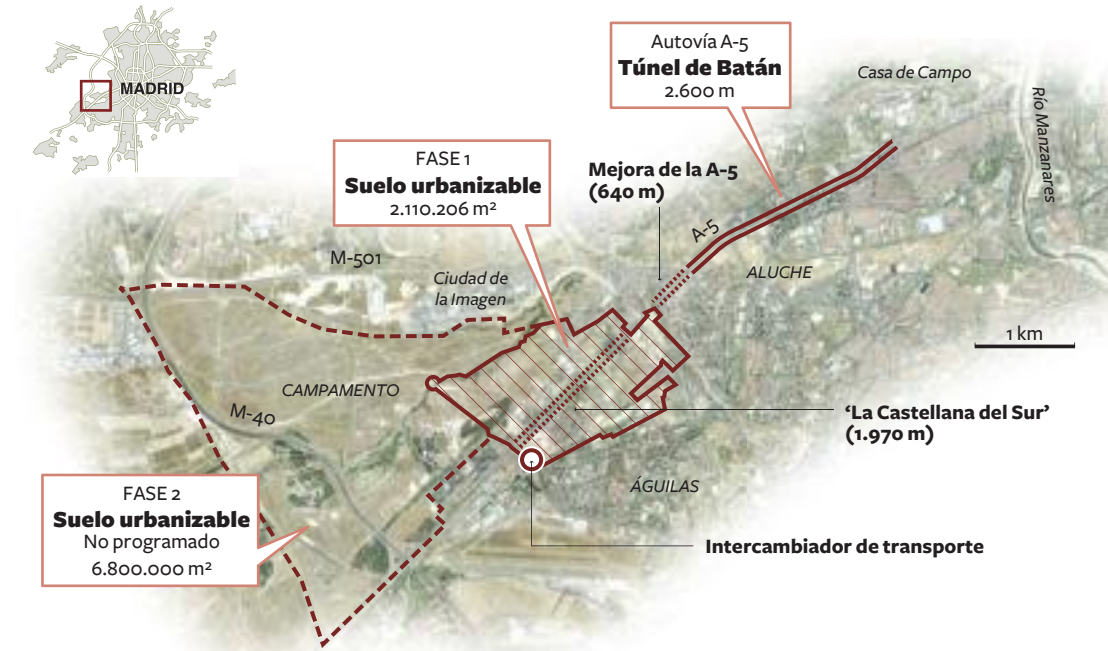 MADRID
Autovía A-5
Túnel de Batán
2.600 m
Casa de Campo
Río Manzanares
FASE 1
Suelo urbanizable
2.110.206 m²
Mejora de la A-5
(640 m)
A-5
M-501
Ciudad de
la Imagen
ALUCHE
1 km
CAMPAMENTO
M-40
'La Castellana del Sur'
(1.970 m)
FASE 2
Suelo urbanizable
No programado
6.800.000 m²
ÁGUILAS
Intercambiador de transporte